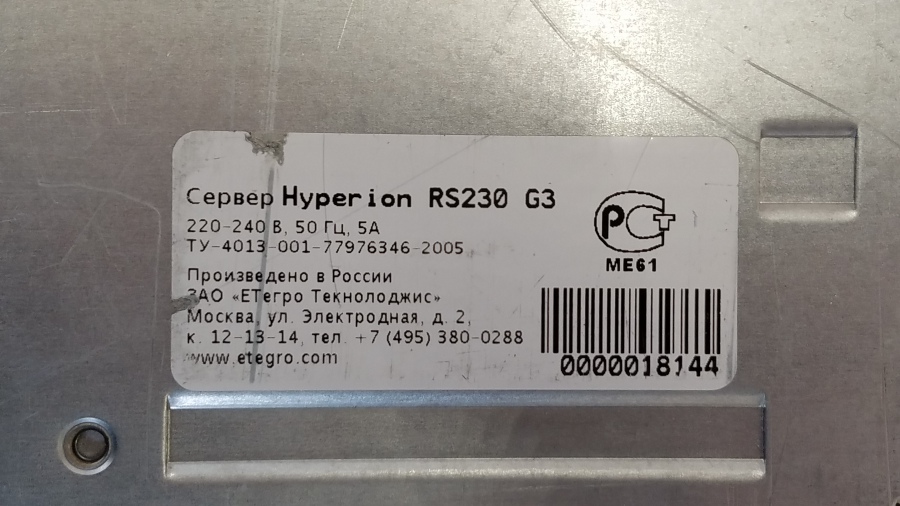 Сервер Hyperion RS230 G3
220-240 В, 50 Гц, 5А
ТУ-4013-001-77976346-2005
Произведено в России
ЗАО «ЕТегро Текнолоджис»
Москва, ул. Электродная, д. 2,
к. 12-13-14, тел. +7 (495) 380-0288
www.etegro.com
РСТ
МЕ61
0000018144